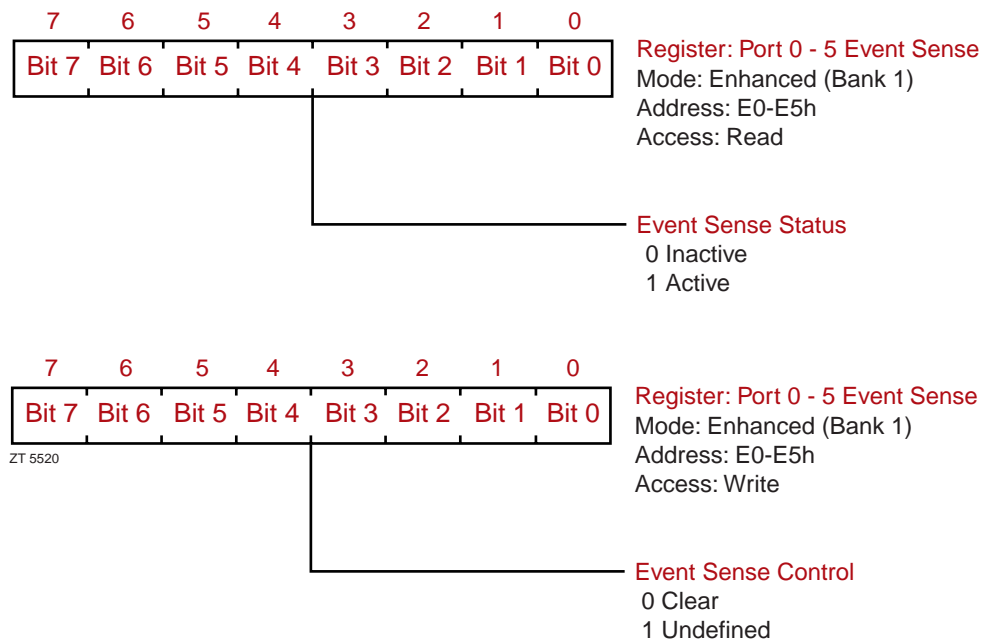 7 6 5 4 3 2 1 0
Bit 7 Bit 6 Bit 5 Bit 4 Bit 3 Bit 2 Bit 1 Bit 0
Register: Port 0 - 5 Event Sense
Mode: Enhanced (Bank 1)
Address: E0-E5h
Access: Read
Event Sense Status
0 Inactive
1 Active
7 6 5 4 3 2 1 0
Bit 7 Bit 6 Bit 5 Bit 4 Bit 3 Bit 2 Bit 1 Bit 0
ZT 5520
Register: Port 0 - 5 Event Sense
Mode: Enhanced (Bank 1)
Address: E0-E5h
Access: Write
Event Sense Control
0 Clear
1 Undefined